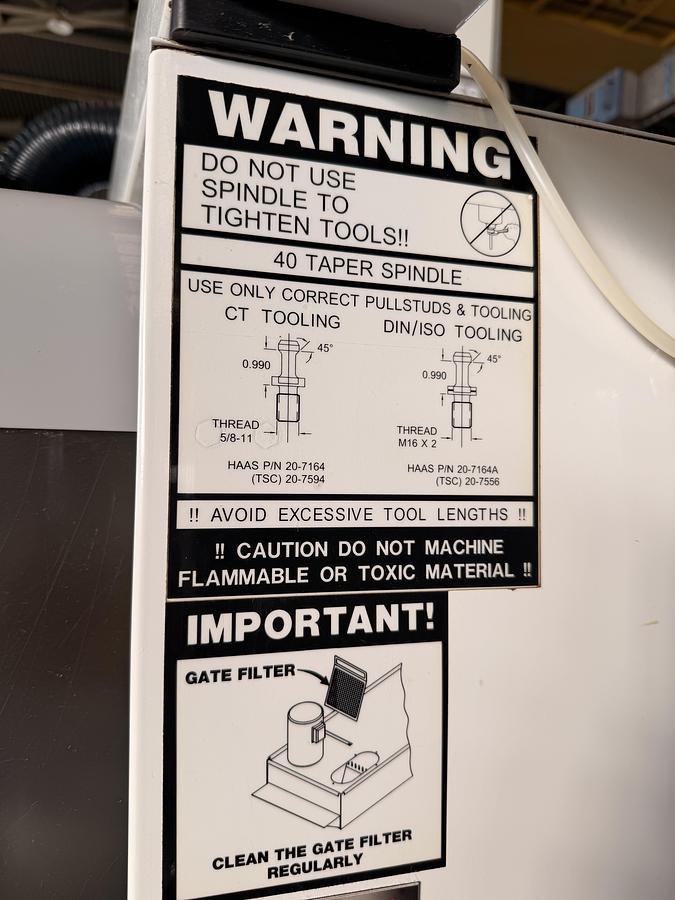 WARNING
DO NOT USE
SPINDLE TO
TIGHTEN TOOLS!!
40 TAPER SPINDLE
USE ONLY CORRECT PULLSTUDS & TOOLING
CT TOOLING
45°
0.990
THREAD
5/8-11
HAAS P/N 20-7164
(TSC) 20-7594
DIN/ISO TOOLING
45°
0.990
THREAD
M16 X 2
HAAS P/N 20-7164A
(TSC) 20-7556
!! AVOID EXCESSIVE TOOL LENGTHS !!
!! CAUTION DO NOT MACHINE
FLAMMABLE OR TOXIC MATERIAL !!
IMPORTANT!
GATE FILTER
CLEAN THE GATE FILTER
REGULARLY